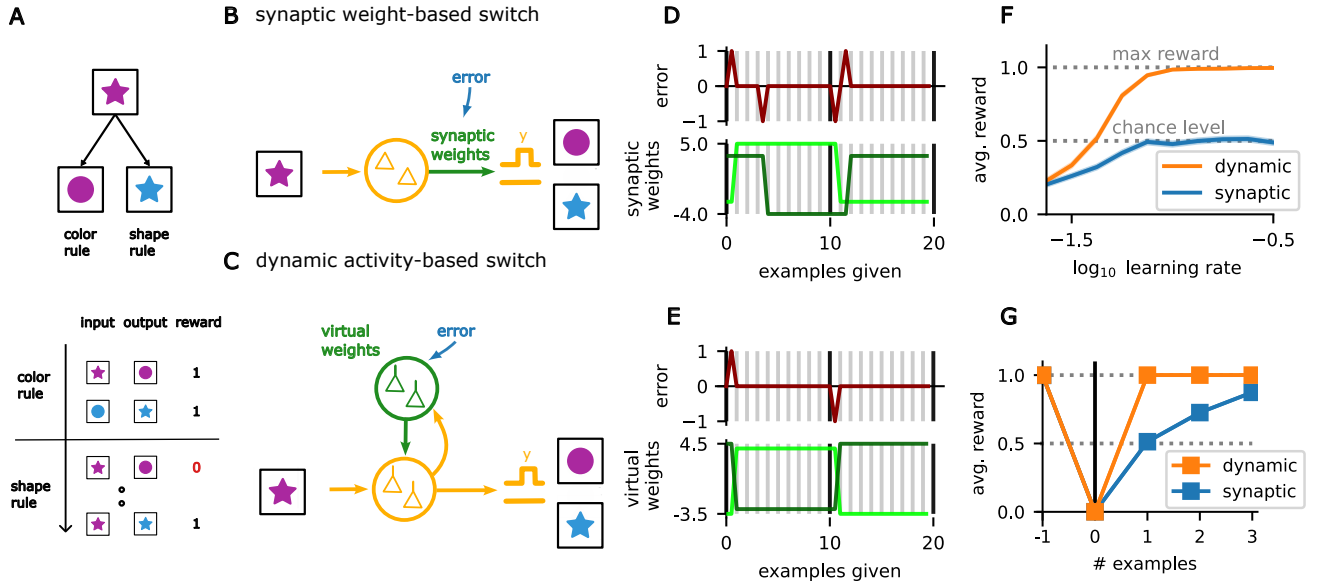 A
color
rule
shape
rule
input output reward
color
rule
1
1
shape
rule
0
1
B synaptic weight-based switch
error
synaptic
weights
y
C dynamic activity-based switch
virtual
weights
error
y
D
error
1
0
−1
synaptic
weights
5.0
-4.0
0 10 20
examples given
E
error
1
0
−1
virtual
weights
4.5
-3.5
0 10 20
examples given
F
avg. reward
1.0
0.5
0.0
max reward
chance level
dynamic
synaptic
−1.5 −0.5
log10 learning rate
G
avg. reward
1.0
0.5
0.0
dynamic
synaptic
-1 0 1 2 3
# examples